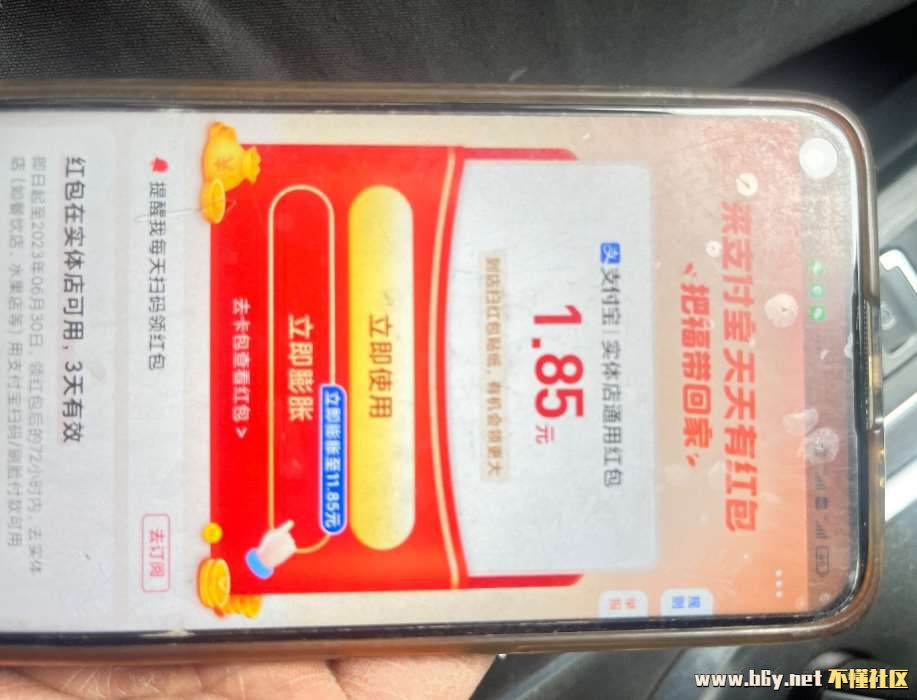 来支付宝 天天有红包
把福带回家
规则
举报
支付宝 | 实体店通用红包
1.85元
到店扫红包贴纸，有机会领更大
立即使用
立即膨胀至11.85元
立即膨胀
去卡包查看红包 >
提醒我每天扫码领红包
去订阅
红包在实体店可用，3天有效
即日起至2023年06月30日，领红包后的72小时内，去实体
店（如餐饮店、水果店等）用支付宝扫码/刷脸付款可用
www.b6y.net 不懂社区